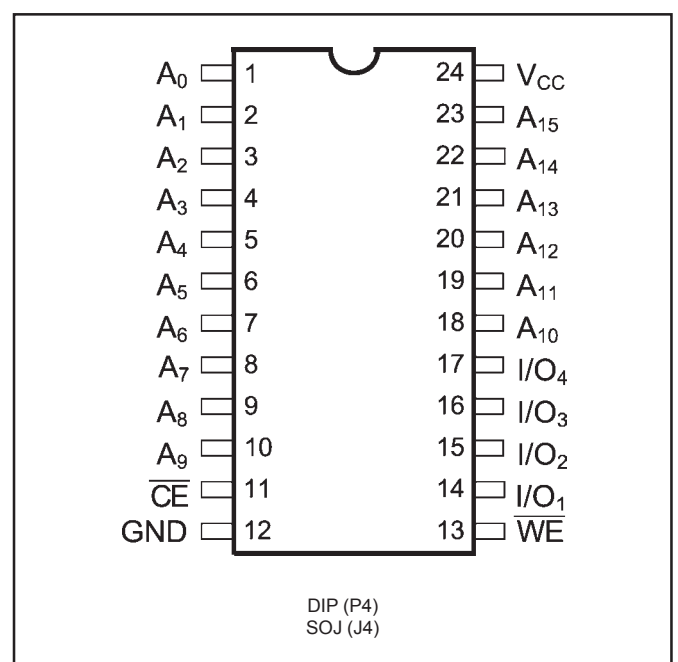 A0 1 24 VCC
A1 2 23 A15
A2 3 22 A14
A3 4 21 A13
A4 5 20 A12
A5 6 19 A11
A6 7 18 A10
A7 8 17 I/O4
A8 9 16 I/O3
A9 10 15 I/O2
C̅E̅ 11 14 I/O1
GND 12 13 W̅E̅
DIP (P4)
SOJ (J4)